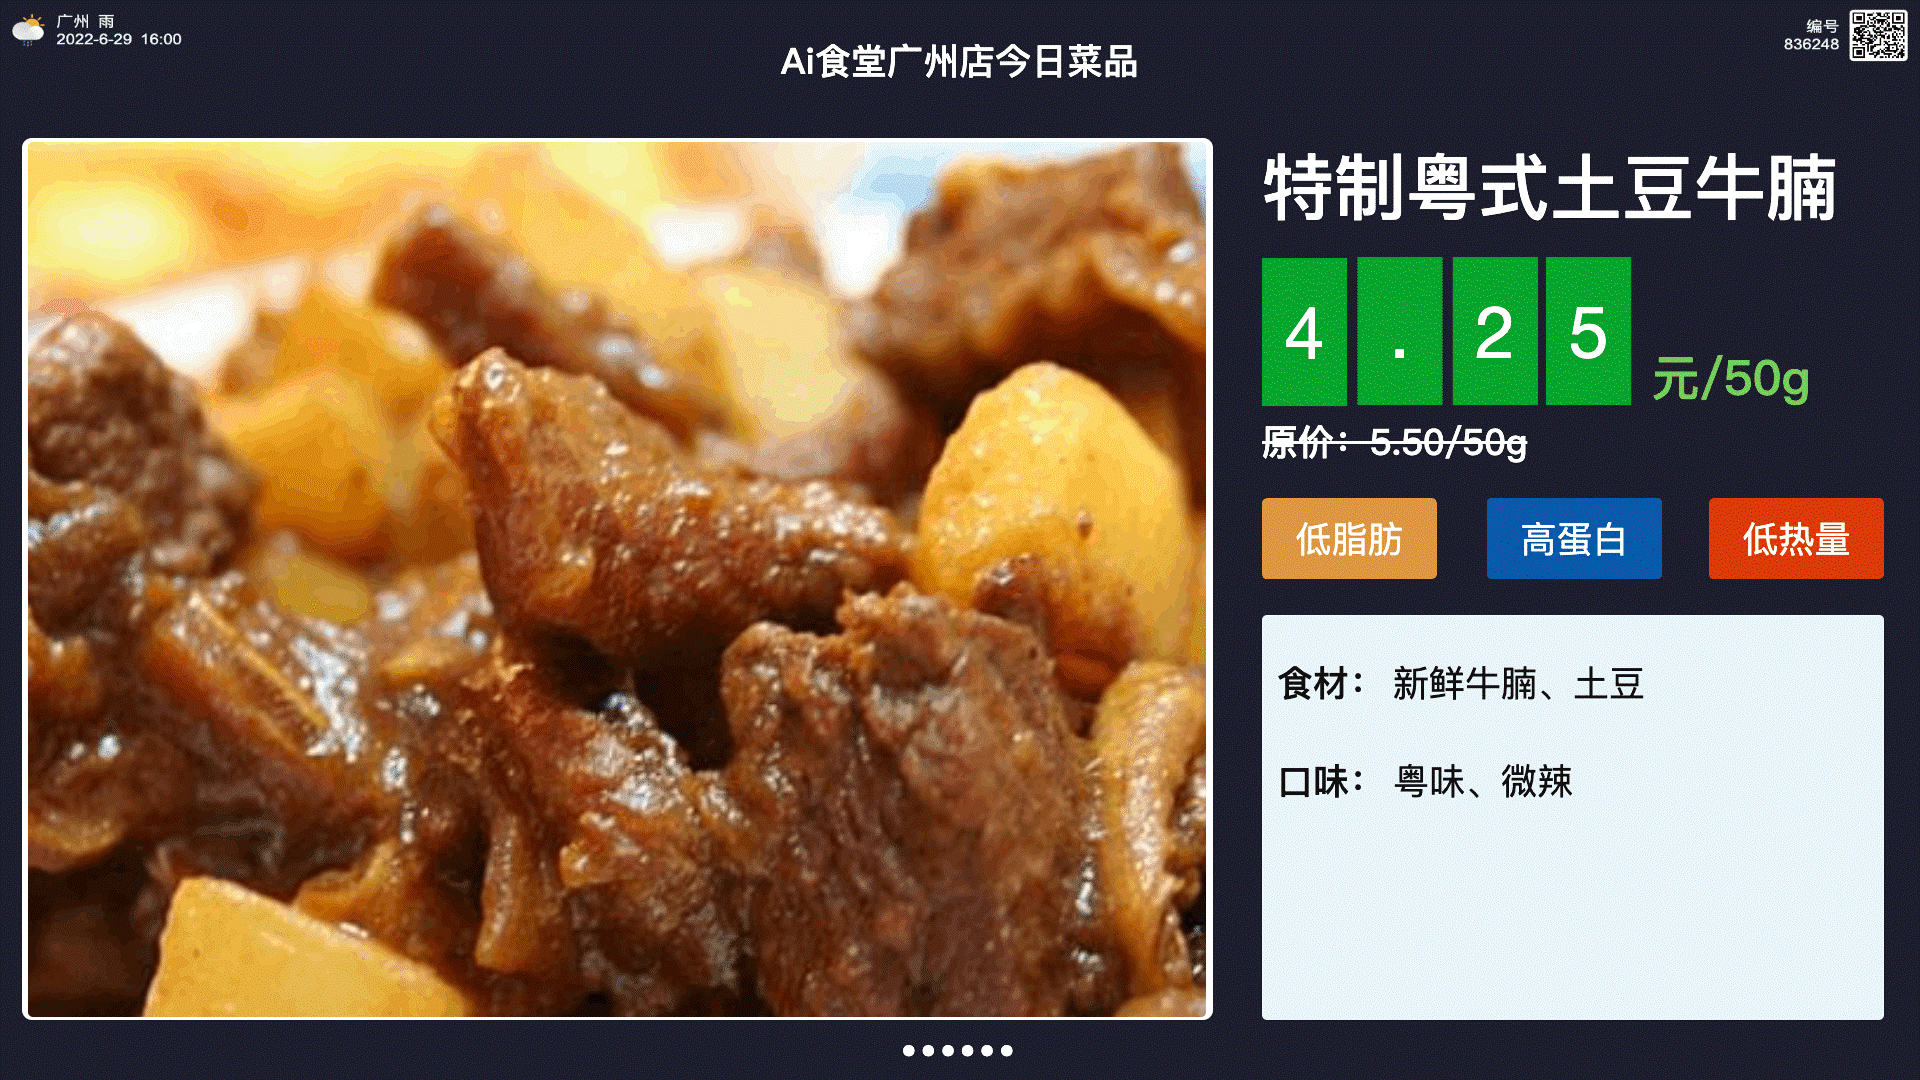 广州 雨
2022-6-29 16:00
编号
836248
Ai食堂广州店今日菜品
特制粤式土豆牛腩
4.25 元/50g
原价：5.50/50g
低脂肪 高蛋白 低热量
食材： 新鲜牛腩、土豆
口味： 粤味、微辣